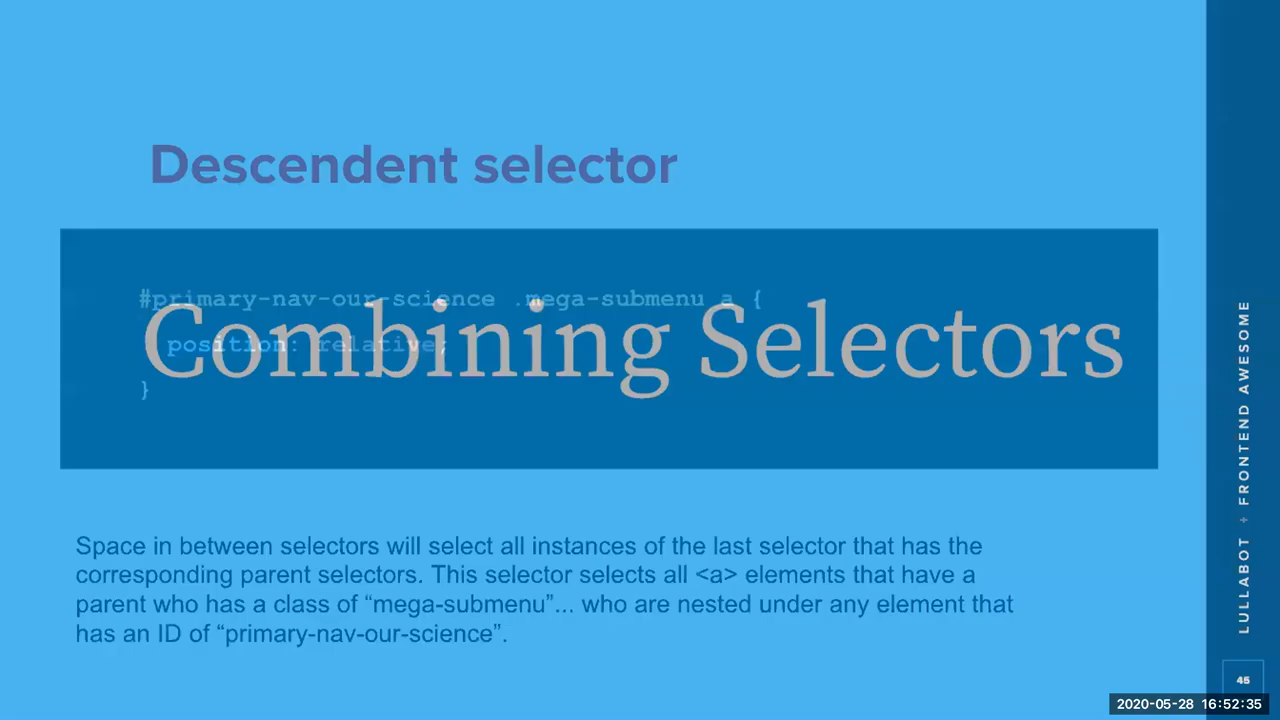 Descendent selector
#primary-nav-our-science .mega-submenu a {
Combining Selectors
position: relative;
}
Space in between selectors will select all instances of the last selector that has the
corresponding parent selectors. This selector selects all <a> elements that have a
parent who has a class of “mega-submenu”... who are nested under any element that
has an ID of “primary-nav-our-science”.
LULLABOT + FRONTEND AWESOME
45
2020-05-28 16:52:35